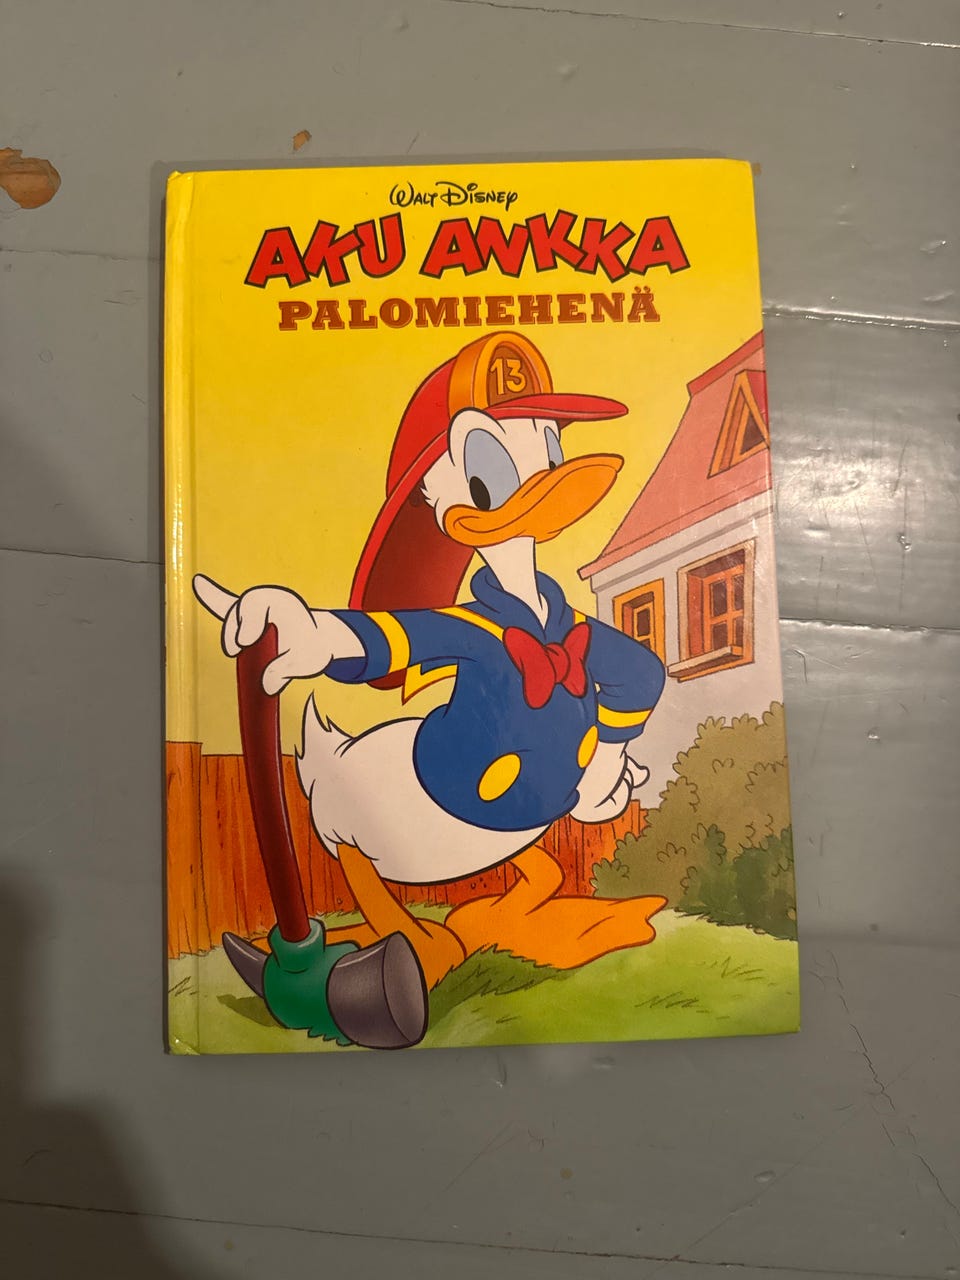 WALT DISNEY
AKU ANKKA
PALOMIEHENÄ
13